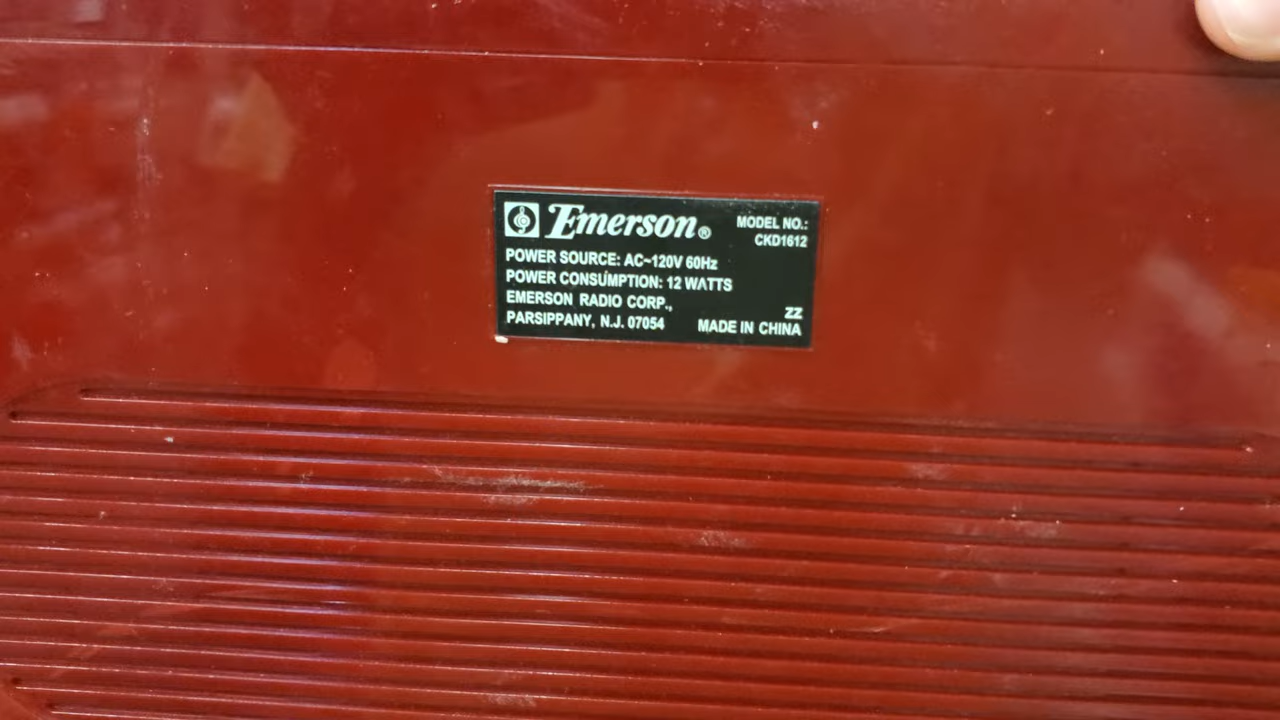 Emerson®
MODEL NO.:
CKD1612
POWER SOURCE: AC~120V 60Hz
POWER CONSUMPTION: 12 WATTS
EMERSON RADIO CORP.,
PARSIPPANY, N.J. 07054
ZZ
MADE IN CHINA